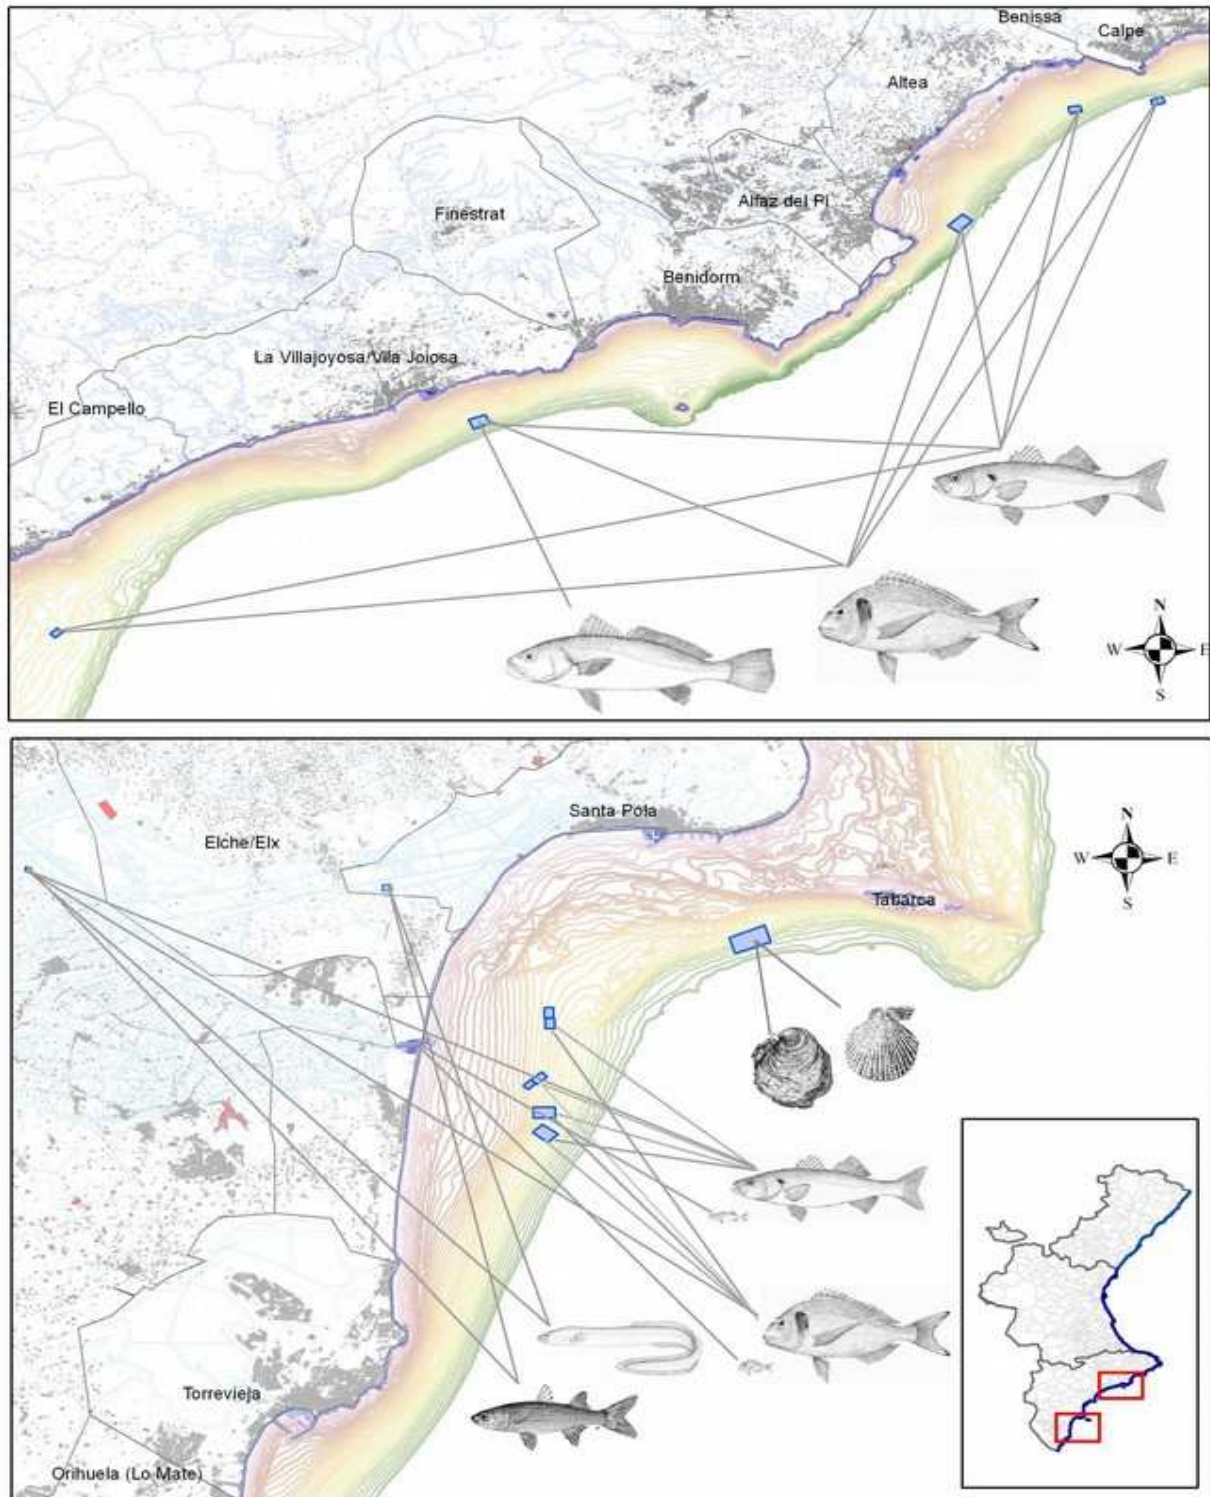 Benissa
Calpe
Altea
Alfaz del Pi
Finestrat
Benidorm
La Villajoyosa/Vila Joiosa
El Campello
N
W E
S
Santa Pola
Elche/Elx
N
W E
S
Tabarca
Torrevieja
Orihuela (Lo Mate)